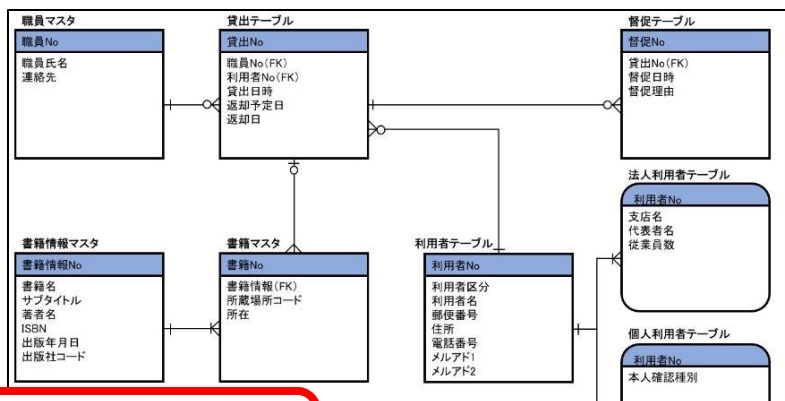 職員マスタ
職員No
職員氏名
連絡先
貸出テーブル
貸出No
職員No(FK)
利用者No(FK)
貸出日時
返却予定日
返却日
督促テーブル
督促No
貸出No(FK)
督促日時
督促理由
法人利用者テーブル
利用者No
支店名
代表者名
従業員数
書籍情報マスタ
書籍情報No
書籍名
サブタイトル
著者名
ISBN
出版年月日
出版社コード
書籍マスタ
書籍No
書籍情報(FK)
所蔵場所コード
所在
利用者テーブル
利用者No
利用者区分
利用者名
郵便番号
住所
電話番号
メルアド1
メルアド2
個人利用者テーブル
利用者No
本人確認種別